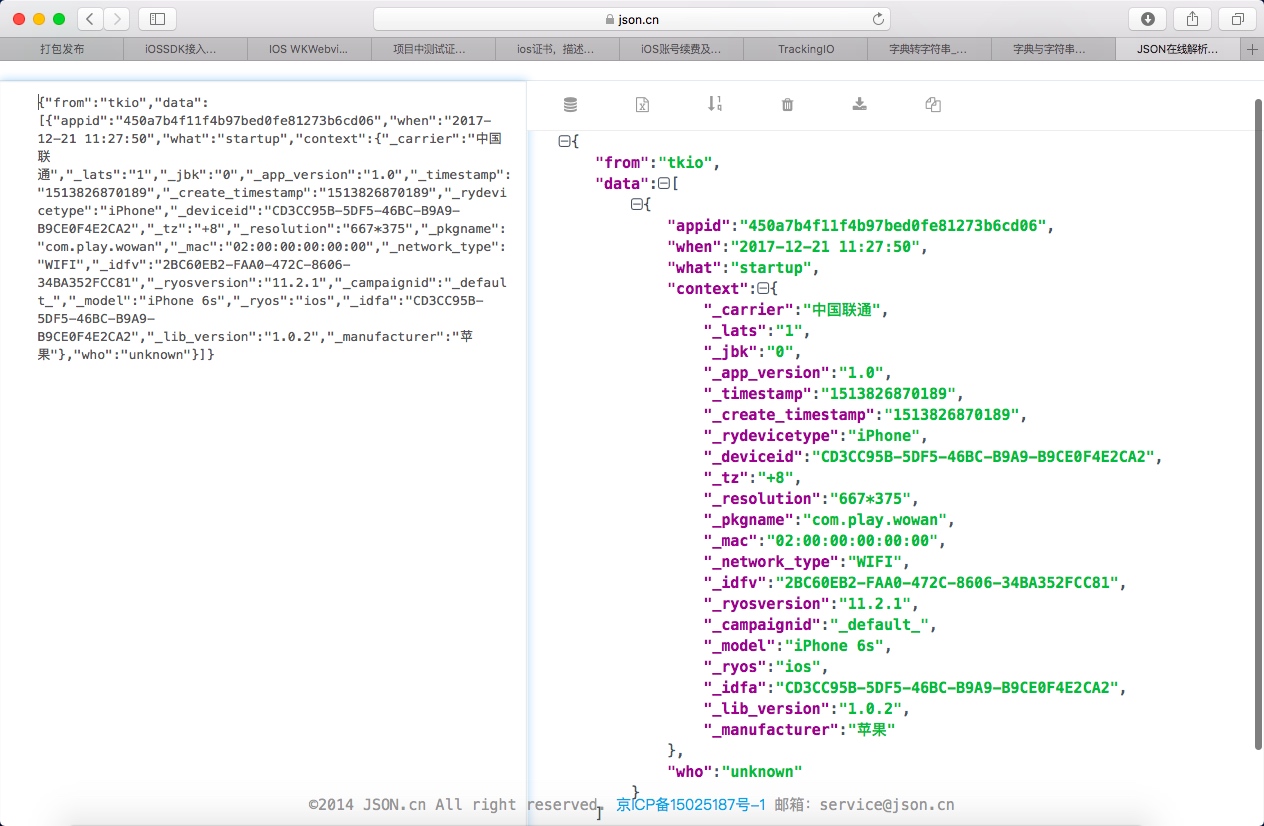 json.cn
打包发布
iOSSDK接入…
IOS WKWebvi…
项目中测试证…
ios证书，描述…
iOS账号续费及…
TrackingIO
字典转字符串_…
字典与字符串…
JSON在线解析…
{"from":"tkio","data":
[{"appid":"450a7b4f11f4b97bed0fe81273b6cd06","when":"2017-
12-21 11:27:50","what":"startup","context":{"_carrier":"中国
联
通","_lats":"1","_jbk":"0","_app_version":"1.0","_timestamp":
"1513826870189","_create_timestamp":"1513826870189","_rydevi
cetype":"iPhone","_deviceid":"CD3CC95B-5DF5-46BC-B9A9-
B9CE0F4E2CA2","_tz":"+8","_resolution":"667*375","_pkgname":
"com.play.wowan","_mac":"02:00:00:00:00:00","_network_type":
"WIFI","_idfv":"2BC60EB2-FAA0-472C-8606-
34BA352FCC81","_ryosversion":"11.2.1","_campaignid":"_defaul
t_","_model":"iPhone 6s","_ryos":"ios","_idfa":"CD3CC95B-
5DF5-46BC-B9A9-
B9CE0F4E2CA2","_lib_version":"1.0.2","_manufacturer":"苹
果"},"who":"unknown"}]}
{
"from":"tkio",
"data":[
{
"appid":"450a7b4f11f4b97bed0fe81273b6cd06",
"when":"2017-12-21 11:27:50",
"what":"startup",
"context":{
"_carrier":"中国联通",
"_lats":"1",
"_jbk":"0",
"_app_version":"1.0",
"_timestamp":"1513826870189",
"_create_timestamp":"1513826870189",
"_rydevicetype":"iPhone",
"_deviceid":"CD3CC95B-5DF5-46BC-B9A9-B9CE0F4E2CA2",
"_tz":"+8",
"_resolution":"667*375",
"_pkgname":"com.play.wowan",
"_mac":"02:00:00:00:00:00",
"_network_type":"WIFI",
"_idfv":"2BC60EB2-FAA0-472C-8606-34BA352FCC81",
"_ryosversion":"11.2.1",
"_campaignid":"_default_",
"_model":"iPhone 6s",
"_ryos":"ios",
"_idfa":"CD3CC95B-5DF5-46BC-B9A9-B9CE0F4E2CA2",
"_lib_version":"1.0.2",
"_manufacturer":"苹果"
},
"who":"unknown"
}
]
©2014 JSON.cn All right reserved. 京ICP备15025187号-1 邮箱：service@json.cn